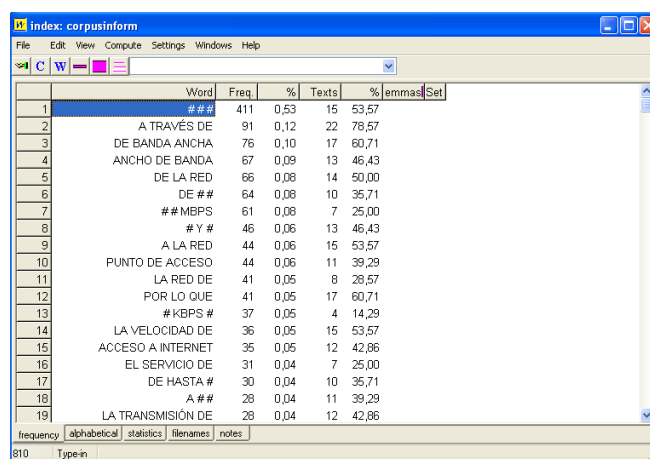 index: corpusinform
File Edit View Compute Settings Windows Help
C W
Word Freq. % Texts % emmas Set
1 ### 411 0,53 15 53,57
2 A TRAVÉS DE 91 0,12 22 78,57
3 DE BANDA ANCHA 76 0,10 17 60,71
4 ANCHO DE BANDA 67 0,09 13 46,43
5 DE LA RED 66 0,08 14 50,00
6 DE ## 64 0,08 10 35,71
7 ##MBPS 61 0,08 7 25,00
8 # Y # 46 0,06 13 46,43
9 A LA RED 44 0,06 15 53,57
10 PUNTO DE ACCESO 44 0,06 11 39,29
11 LA RED DE 41 0,05 8 28,57
12 POR LO QUE 41 0,05 17 60,71
13 # KBPS # 37 0,05 4 14,29
14 LA VELOCIDAD DE 36 0,05 15 53,57
15 ACCESO A INTERNET 35 0,05 12 42,86
16 EL SERVICIO DE 31 0,04 7 25,00
17 DE HASTA # 30 0,04 10 35,71
18 A ## 28 0,04 11 39,29
19 LA TRANSMISIÓN DE 28 0,04 12 42,86
frequency alphabetical statistics filenames notes
810 Type-in